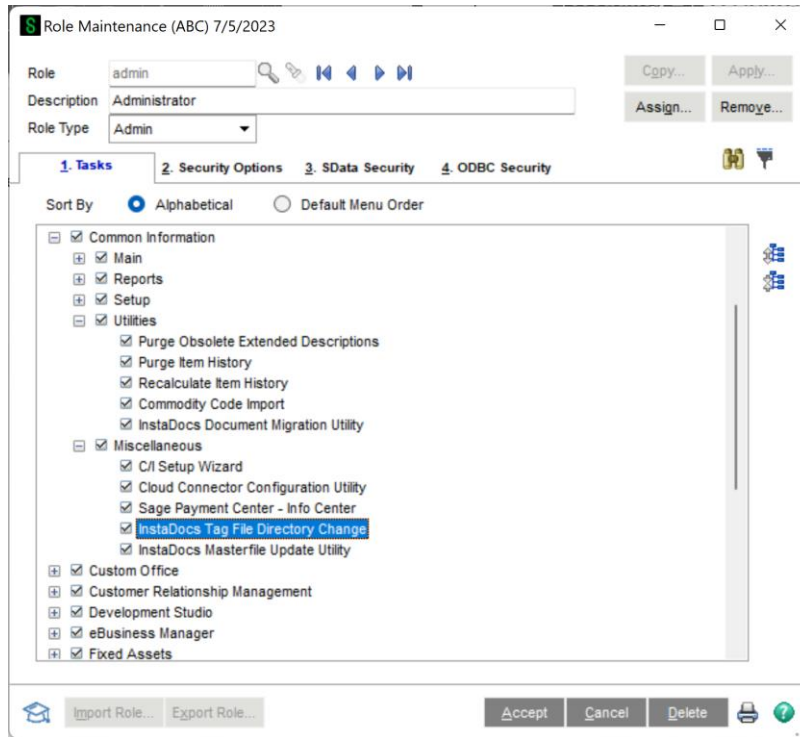 Role Maintenance (ABC) 7/5/2023
Role admin Copy... Apply...
Description Administrator Assign... Remove...
Role Type Admin
1. Tasks 2. Security Options 3. SData Security 4. ODBC Security
Sort By Alphabetical Default Menu Order
Common Information
Main
Reports
Setup
Utilities
Purge Obsolete Extended Descriptions
Purge Item History
Recalculate Item History
Commodity Code Import
InstaDocs Document Migration Utility
Miscellaneous
C/I Setup Wizard
Cloud Connector Configuration Utility
Sage Payment Center - Info Center
InstaDocs Tag File Directory Change
InstaDocs Masterfile Update Utility
Custom Office
Customer Relationship Management
Development Studio
eBusiness Manager
Fixed Assets
Import Role... Export Role... Accept Cancel Delete